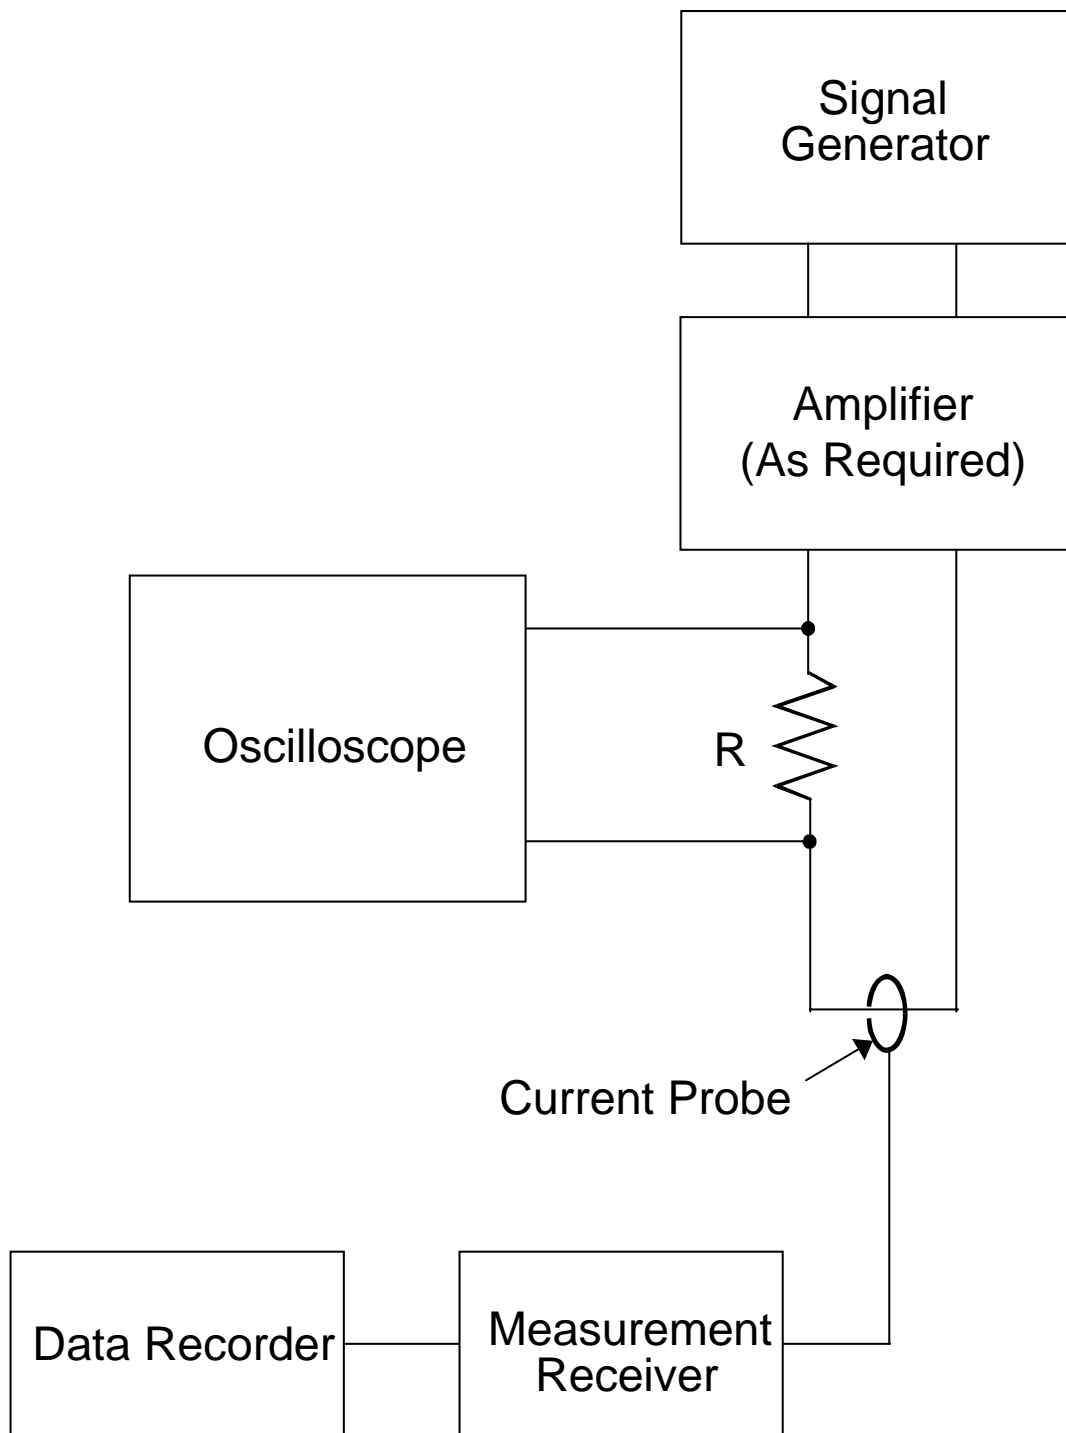 Signal
Generator
Amplifier
(As Required)
Oscilloscope
R
Current Probe
Data Recorder
Measurement
Receiver